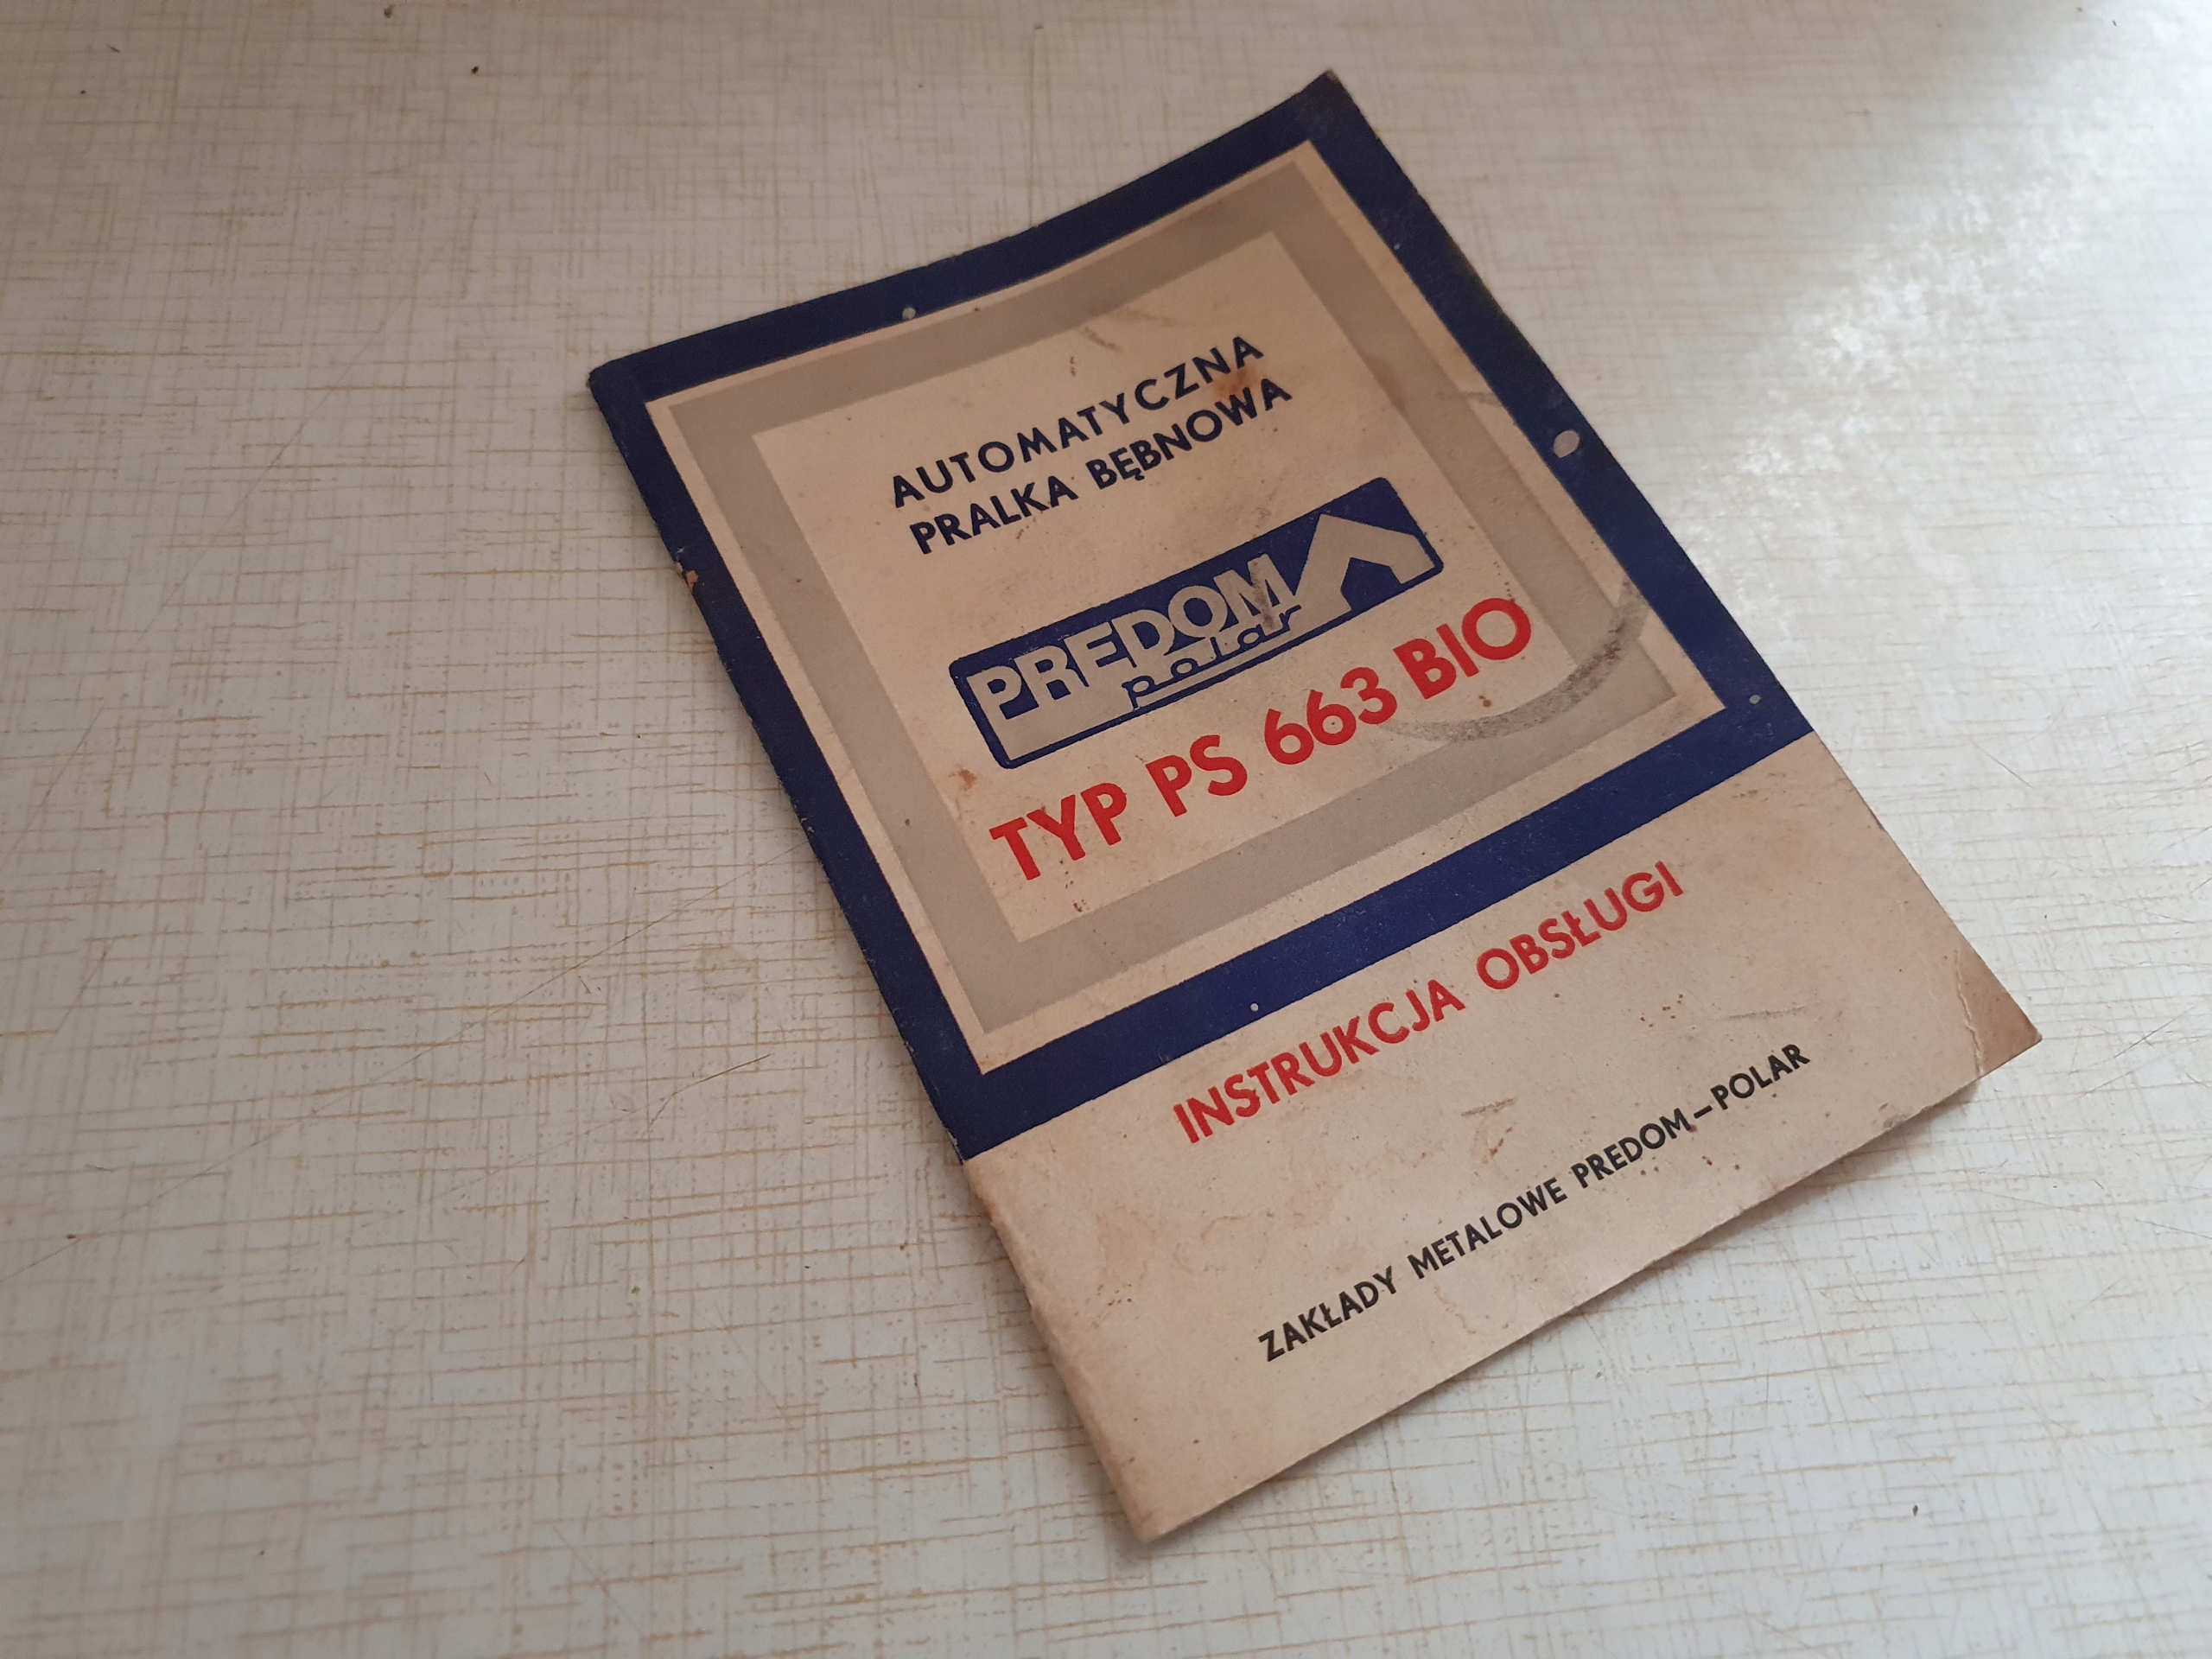 AUTOMATYCZNA
PRALKA BĘBNOWA
PREDOM
polar
TYP PS 663 BIO
INSTRUKCJA OBSŁUGI
ZAKŁADY METALOWE PREDOM–POLAR